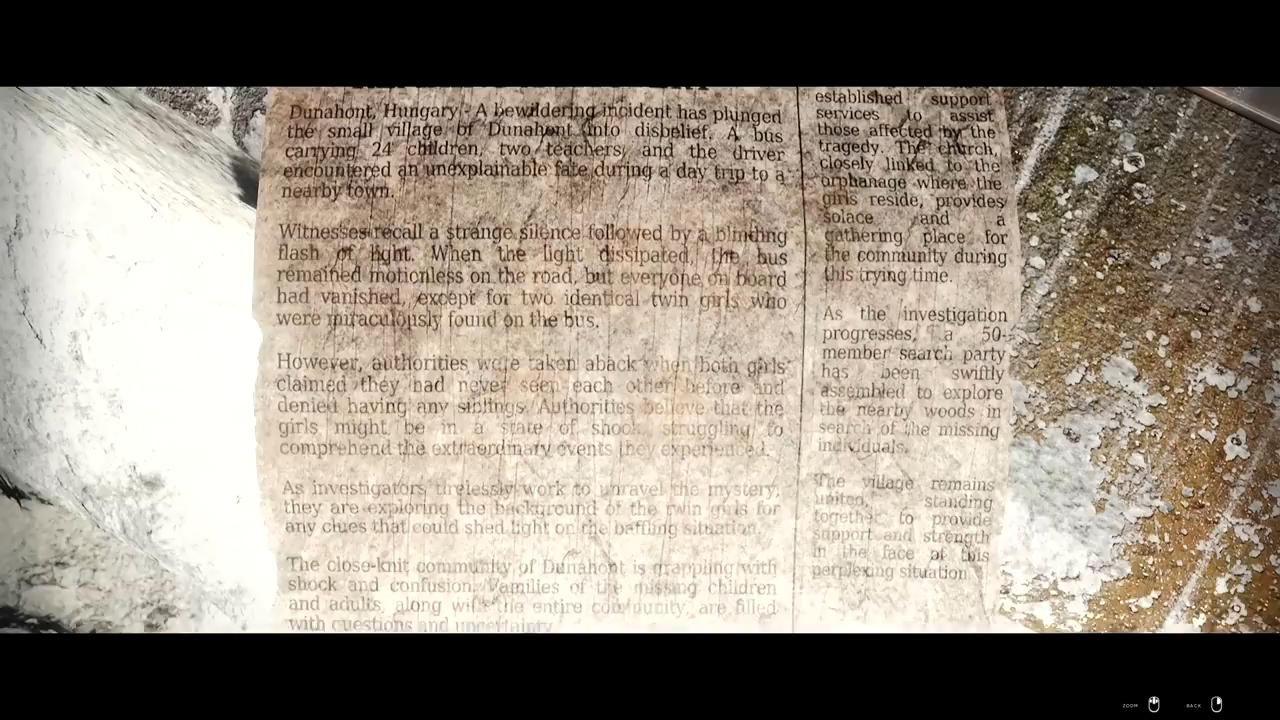 Dunahont, Hungary - A bewildering incident has plunged
the small village of Dunahont into disbelief. A bus
carrying 24 children, two teachers, and the driver
encountered an unexplainable fate during a day trip to a
nearby town.
Witnesses recall a strange silence followed by a blinding
flash of light. When the light dissipated, the bus
remained motionless on the road, but everyone on board
had vanished, except for two identical twin girls who
were miraculously found on the bus.
However, authorities were taken aback when both girls
claimed they had never seen each other before and
denied having any siblings. Authorities believe that the
girls might be in a state of shock, struggling to
comprehend the extraordinary events they experienced.
As investigators tirelessly work to unravel the mystery,
they are exploring the background of the twin girls for
any clues that could shed light on the baffling situation.
The close-knit community of Dunahont is grappling with
shock and confusion. Families of the missing children
and adults, along with the entire community, are filled
with questions and uncertainty
established support
services to assist
those affected by the
tragedy. The church,
closely linked to the
orphanage where the
girls reside, provides
solace and a
gathering place for
the community during
this trying time.
As the investigation
progresses, a 50-
member search party
has been swiftly
assembled to explore
the nearby woods in
search of the missing
individuals.
The village remains
united, standing
together to provide
support and strength
in the face of this
perplexing situation.
ZOOM
BACK